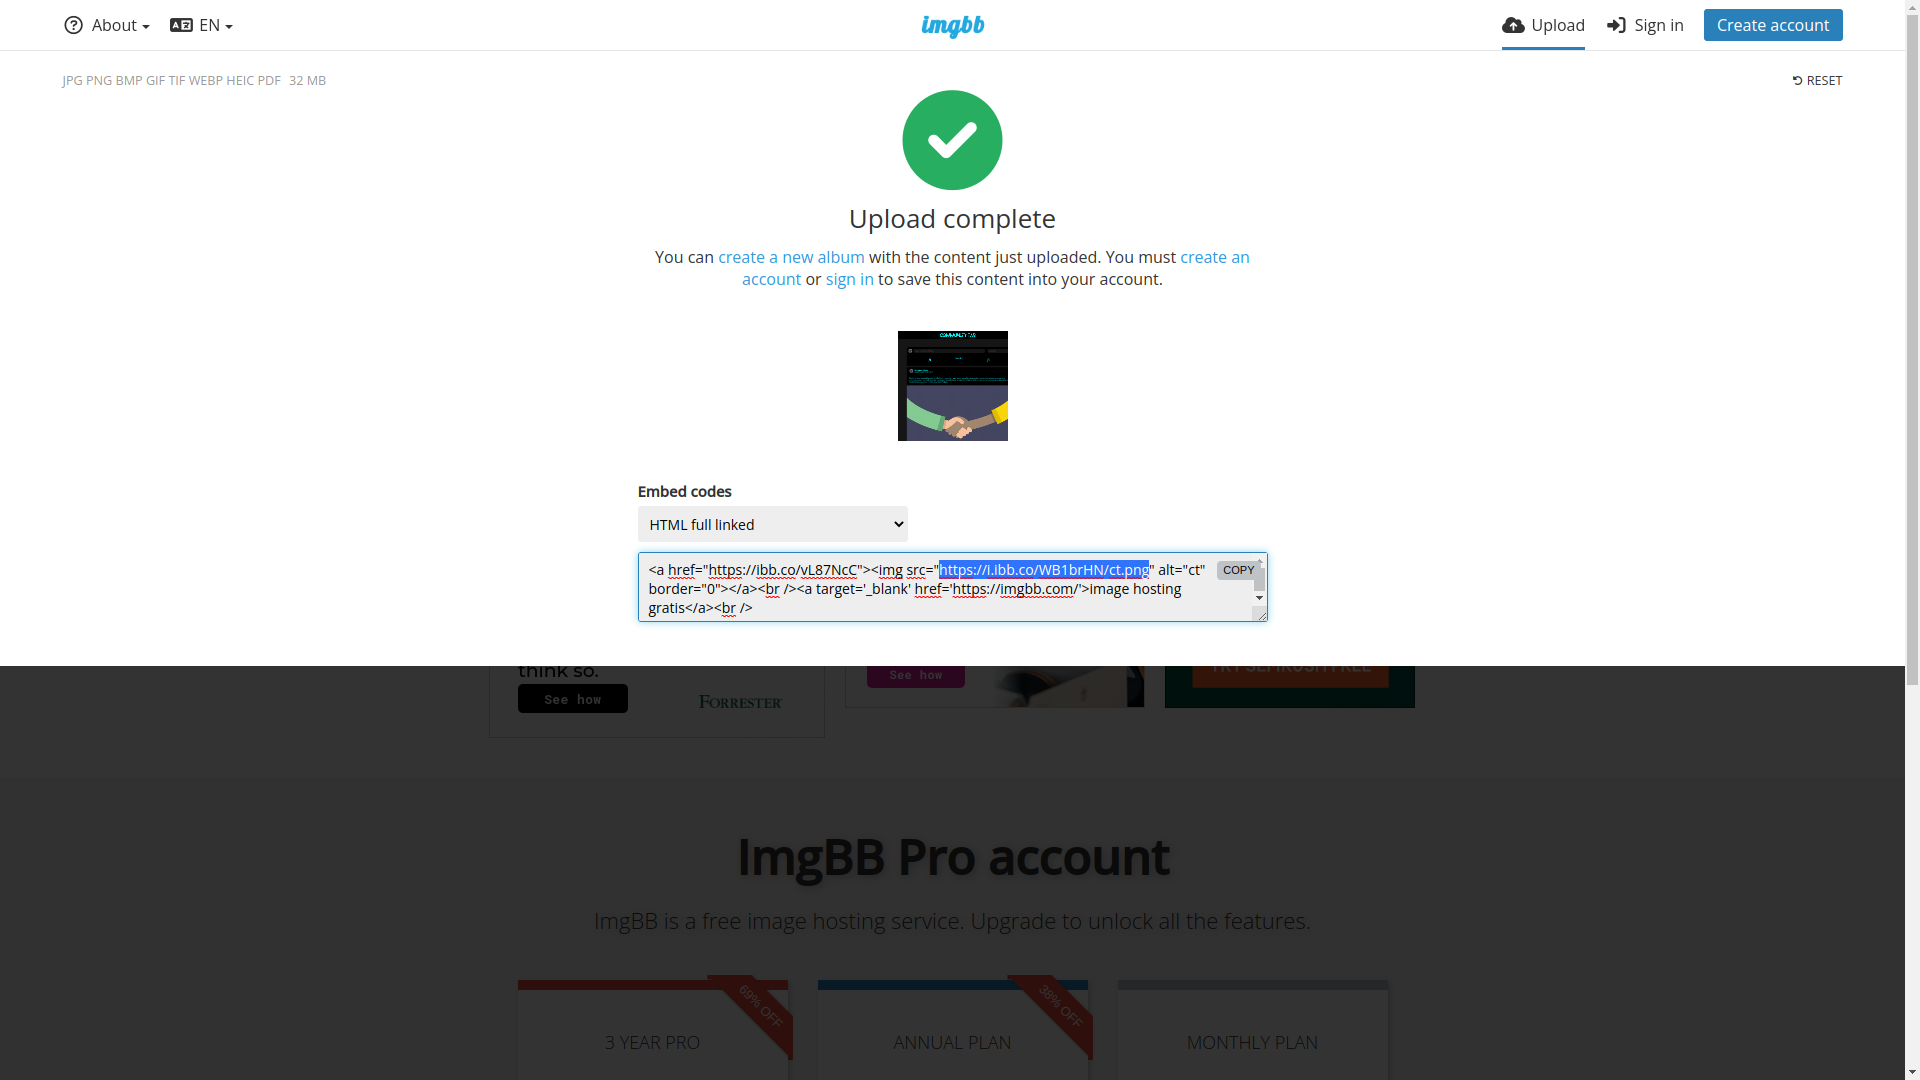 About EN imgbb Upload Sign in Create account
JPG PNG BMP GIF TIF WEBP HEIC PDF 32 MB RESET
Upload complete
You can create a new album with the content just uploaded. You must create an
account or sign in to save this content into your account.
Embed codes
HTML full linked
<a href="https://ibb.co/vL87NcC"><img src="https://i.ibb.co/WB1brHN/ct.png" alt="ct" COPY
border="0"></a><br /><a target='_blank' href='https://imgbb.com/'>image hosting
gratis</a><br />
think so. TRY SEMRUSH FREE
See how
See how FORRESTER
ImgBB Pro account
ImgBB is a free image hosting service. Upgrade to unlock all the features.
69% OFF 38% OFF
3 YEAR PRO ANNUAL PLAN MONTHLY PLAN